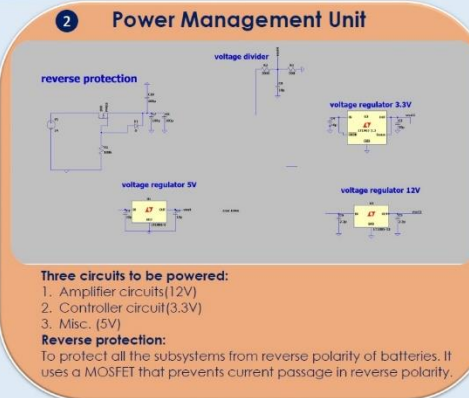 2 Power Management Unit
voltage divider
reverse protection
voltage regulator 3.3V
voltage regulator 5V
voltage regulator 12V
Three circuits to be powered:
1. Amplifier circuits(12V)
2. Controller circuit(3.3V)
3. Misc. (5V)
Reverse protection:
To protect all the subsystems from reverse polarity of batteries. It
uses a MOSFET that prevents current passage in reverse polarity.